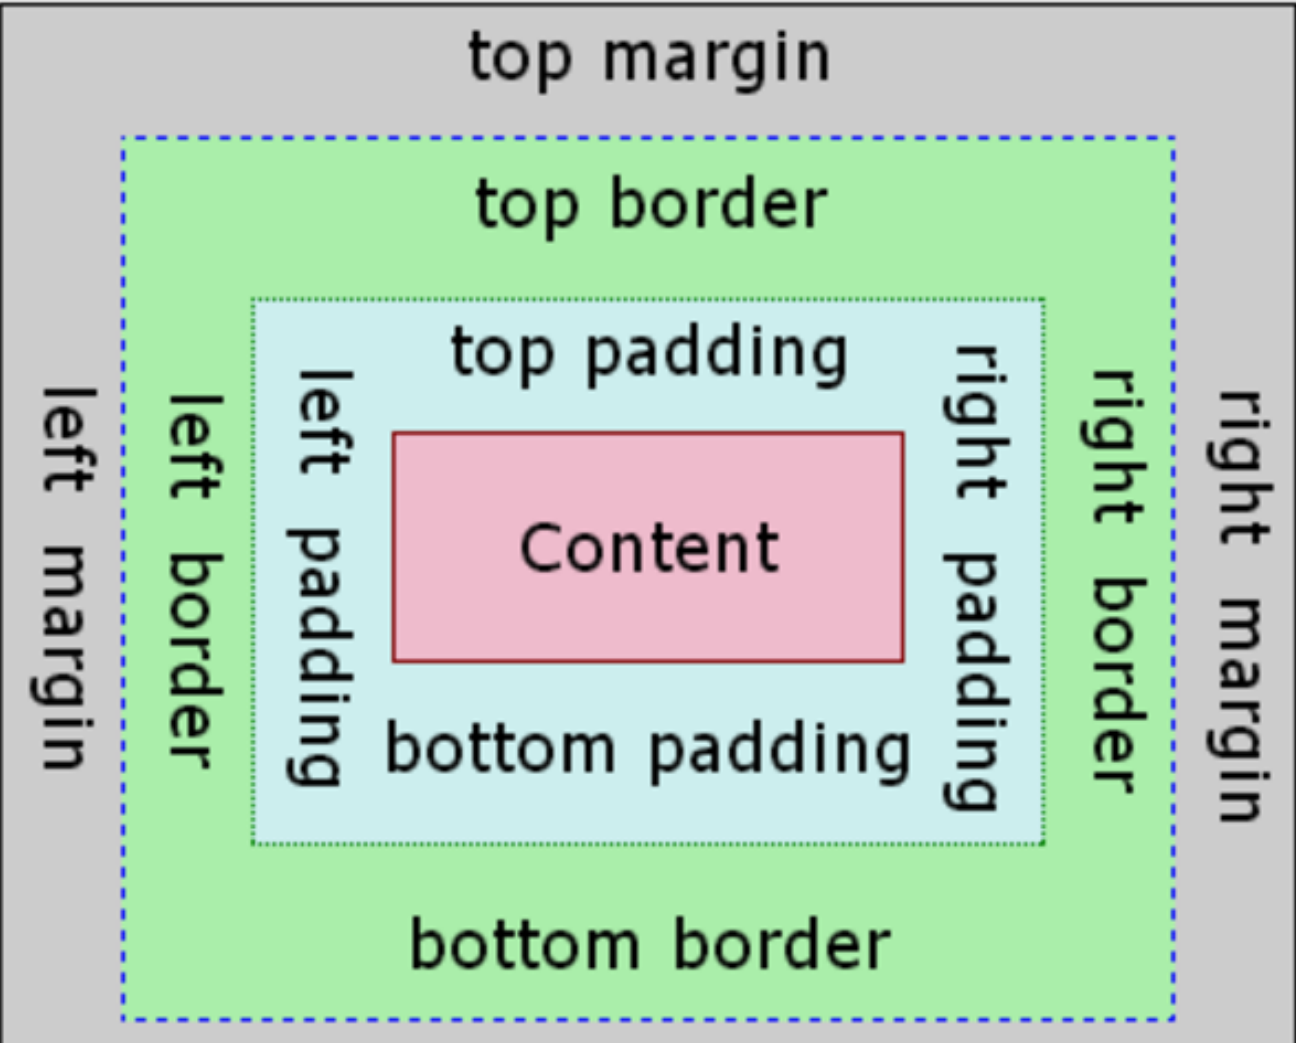 top margin
top border
top padding
left margin
left border
left padding
Content
right padding
right border
right margin
bottom padding
bottom border